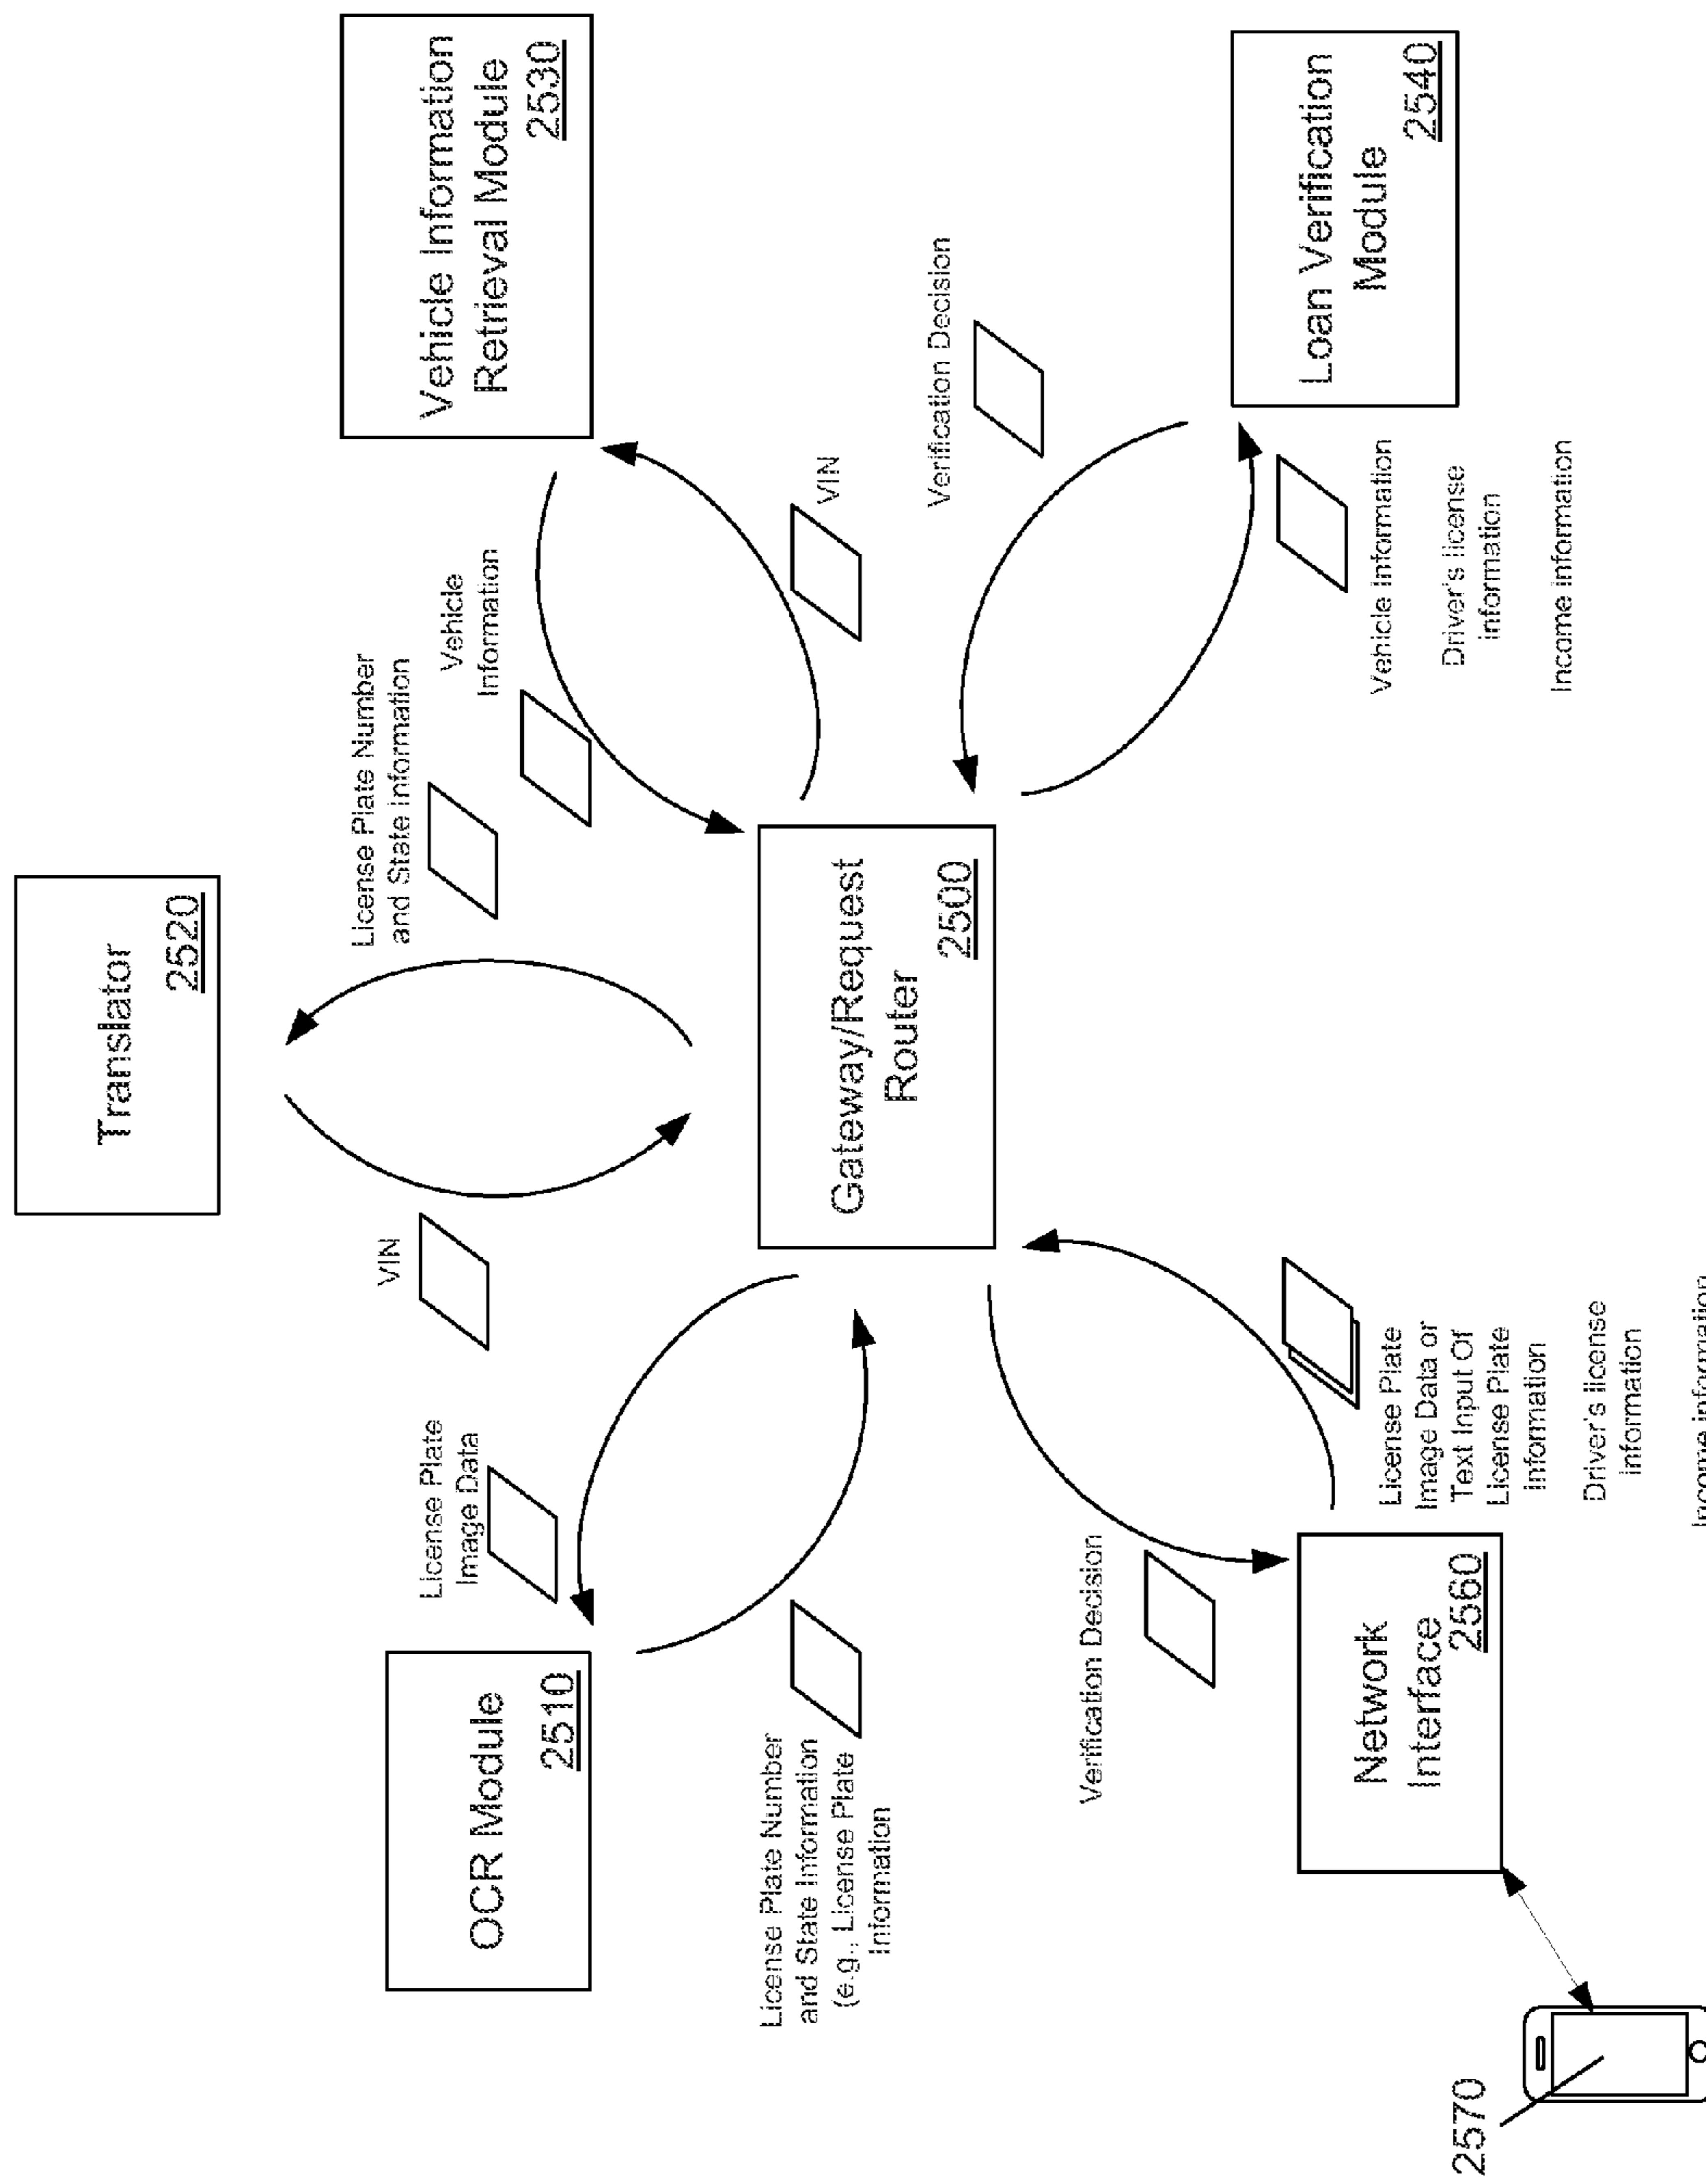 Translator
2520
License Plate Number
and State Information
VIN
Vehicle
Information
Vehicle Information
Retrieval Module
2530
VIN
License Plate
Image Data
OCR Module
2510
License Plate Number
and State Information
(e.g., License Plate
Information
Gateway/Request
Router
2500
Verification Decision
Loan Verification
Module
2540
Vehicle Information
Driver's license
information
Income information
Verification Decision
Network
Interface
2560
License Plate
Image Data or
Text Input Of
License Plate
Information
Driver's license
information
Income information
2570